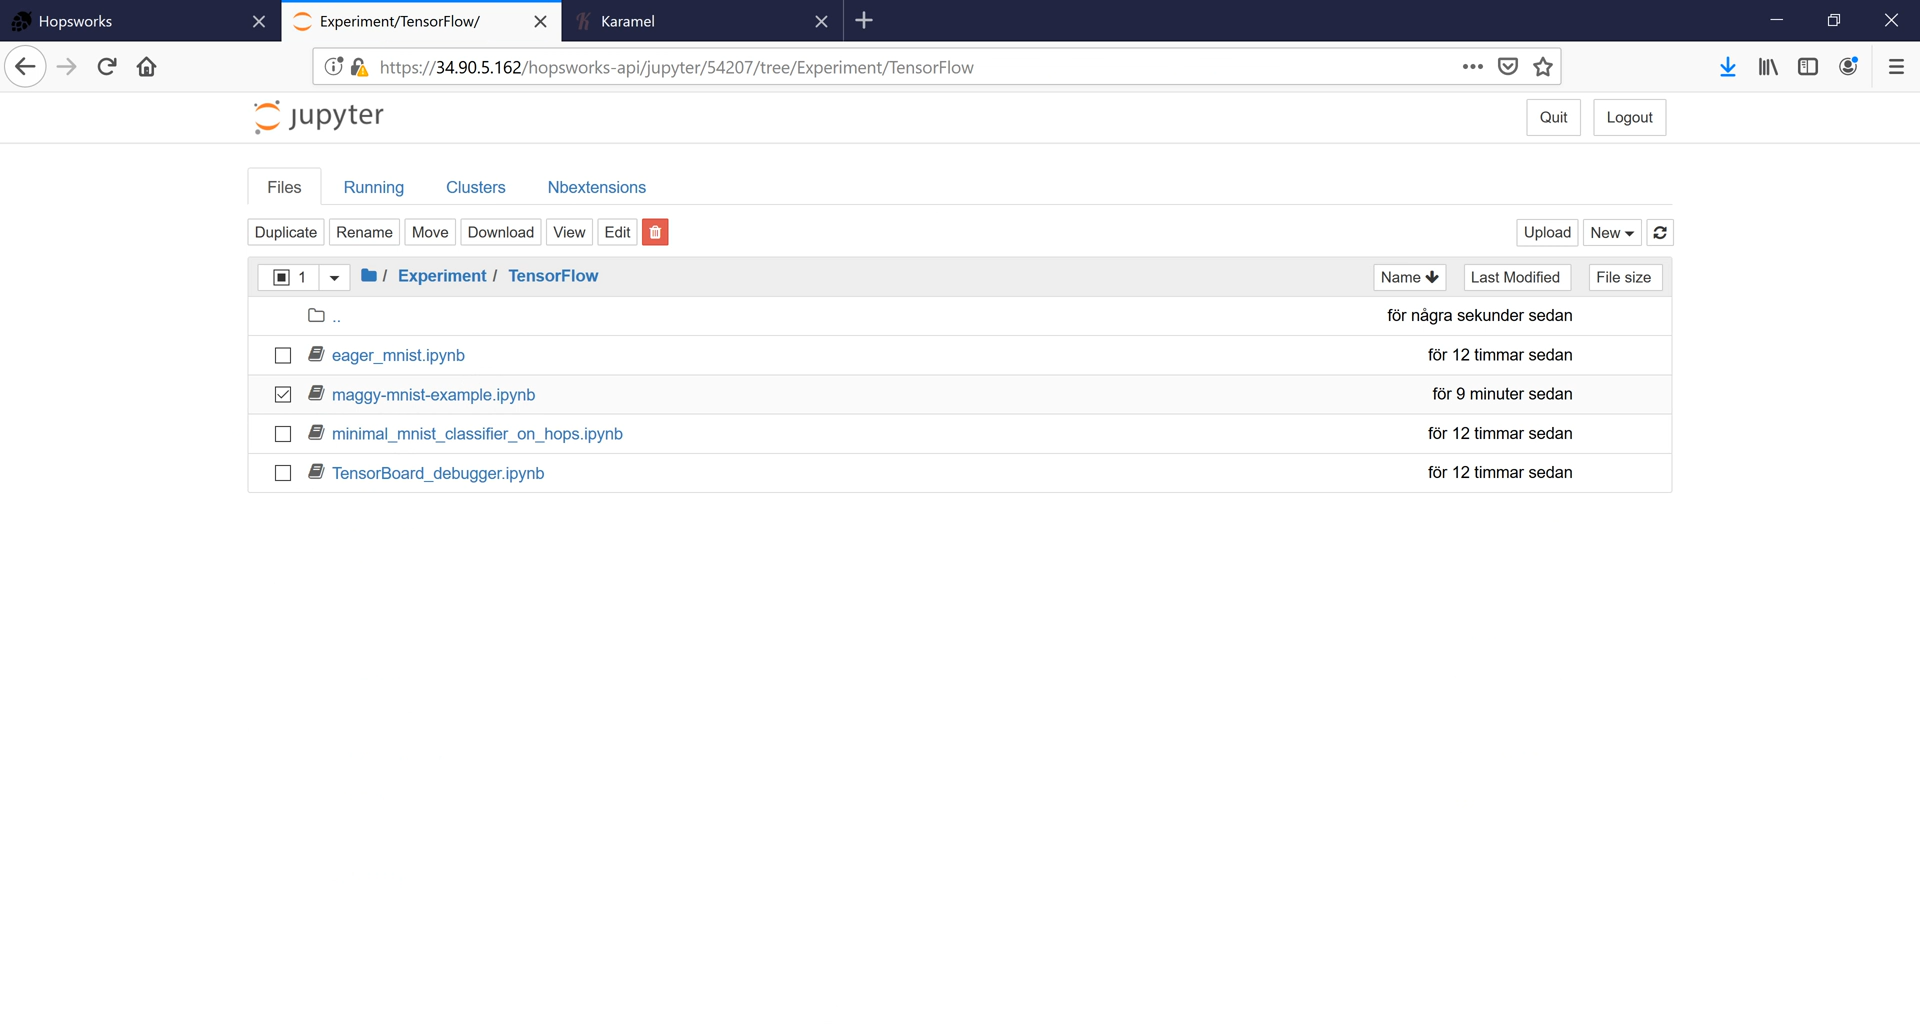 Hopsworks
Experiment/TensorFlow/
Karamel
https://34.90.5.162/hopsworks-api/jupyter/54207/tree/Experiment/TensorFlow
jupyter
Quit
Logout
Files
Running
Clusters
Nbextensions
Duplicate
Rename
Move
Download
View
Edit
Upload
New
1
/ Experiment / TensorFlow
Name
Last Modified
File size
..
för några sekunder sedan
eager_mnist.ipynb
för 12 timmar sedan
maggy-mnist-example.ipynb
för 9 minuter sedan
minimal_mnist_classifier_on_hops.ipynb
för 12 timmar sedan
TensorBoard_debugger.ipynb
för 12 timmar sedan